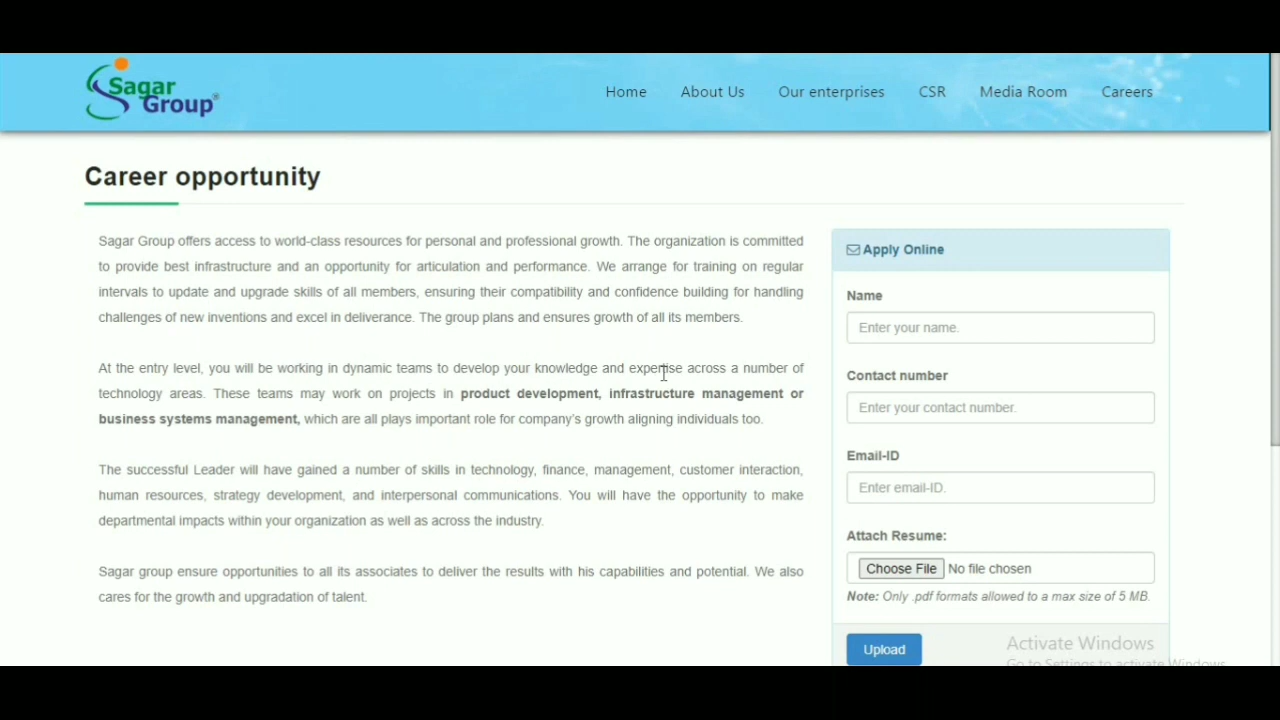 Sagar
Group®
Home
About Us
Our enterprises
CSR
Media Room
Careers
Career opportunity
Sagar Group offers access to world-class resources for personal and professional growth. The organization is committed
to provide best infrastructure and an opportunity for articulation and performance. We arrange for training on regular
intervals to update and upgrade skills of all members, ensuring their compatibility and confidence building for handling
challenges of new inventions and excel in deliverance. The group plans and ensures growth of all its members.
At the entry level, you will be working in dynamic teams to develop your knowledge and expertise across a number of
technology areas. These teams may work on projects in product development, infrastructure management or
business systems management, which are all plays important role for company's growth aligning individuals too.
The successful Leader will have gained a number of skills in technology, finance, management, customer interaction,
human resources, strategy development, and interpersonal communications. You will have the opportunity to make
departmental impacts within your organization as well as across the industry.
Sagar group ensure opportunities to all its associates to deliver the results with his capabilities and potential. We also
cares for the growth and upgradation of talent.
Apply Online
Name
Enter your name.
Contact number
Enter your contact number.
Email-ID
Enter email-ID.
Attach Resume:
Choose File No file chosen
Note: Only .pdf formats allowed to a max size of 5 MB.
Upload
Activate Windows
Go to Settings to activate Windows.